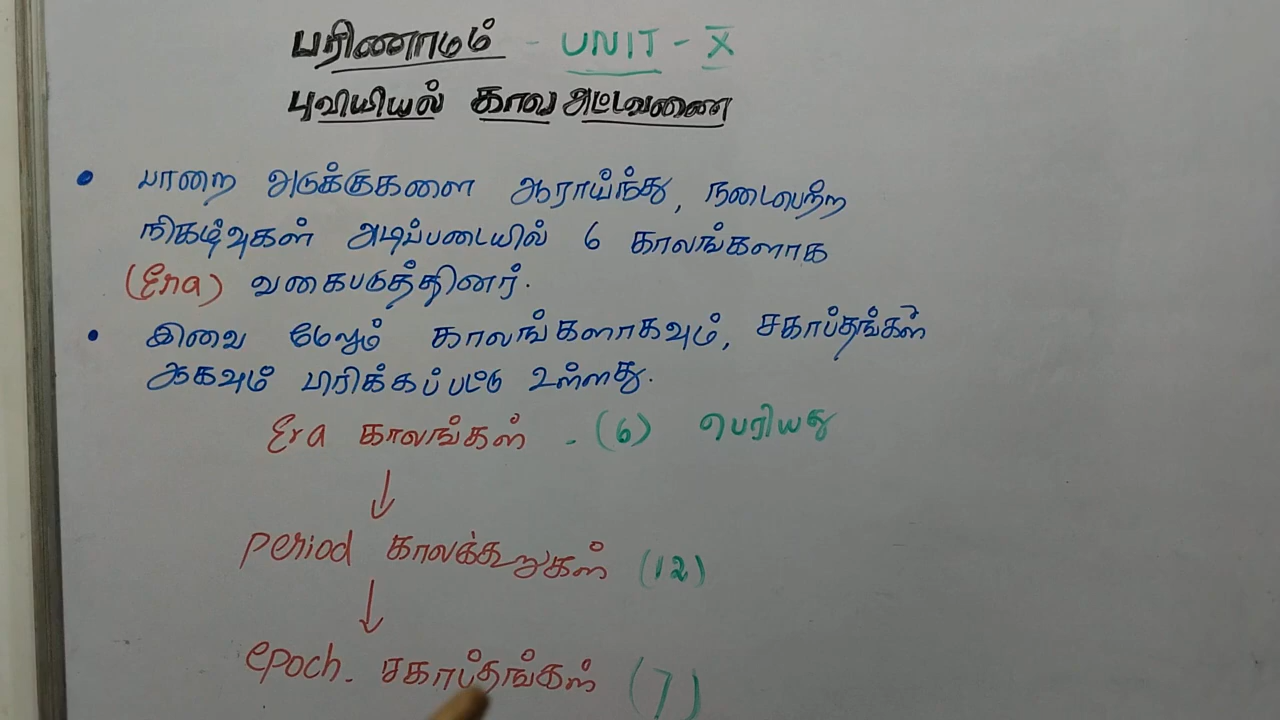 பரிணாமம் - UNIT - X
புவியியல் கால அட்டவணை
• பாறை அடுக்குகளை ஆராய்ந்து, நடைபெற்ற
நிகழ்வுகள் அடிப்படையில் 6 காலங்களாக
(Era) வகைபடுத்தினர்.
• இவை மேலும் காலங்களாகவும், சகாப்தங்கள்
ஆகவும் பிரிக்கப்பட்டு உள்ளது.
Era காலங்கள் - (6) பெரியது
↓
period காலக்கூறுகள் (12)
↓
epoch. சகாப்தங்கள் (7)